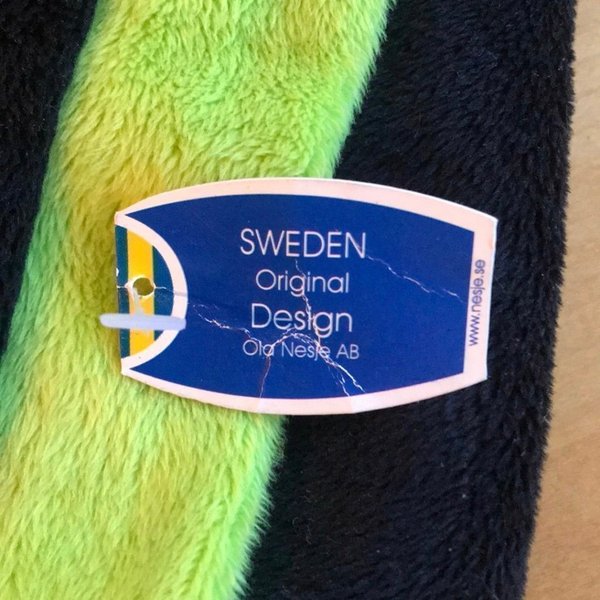 SWEDEN
Original
Design
Ola Nesje AB
www.nesje.se